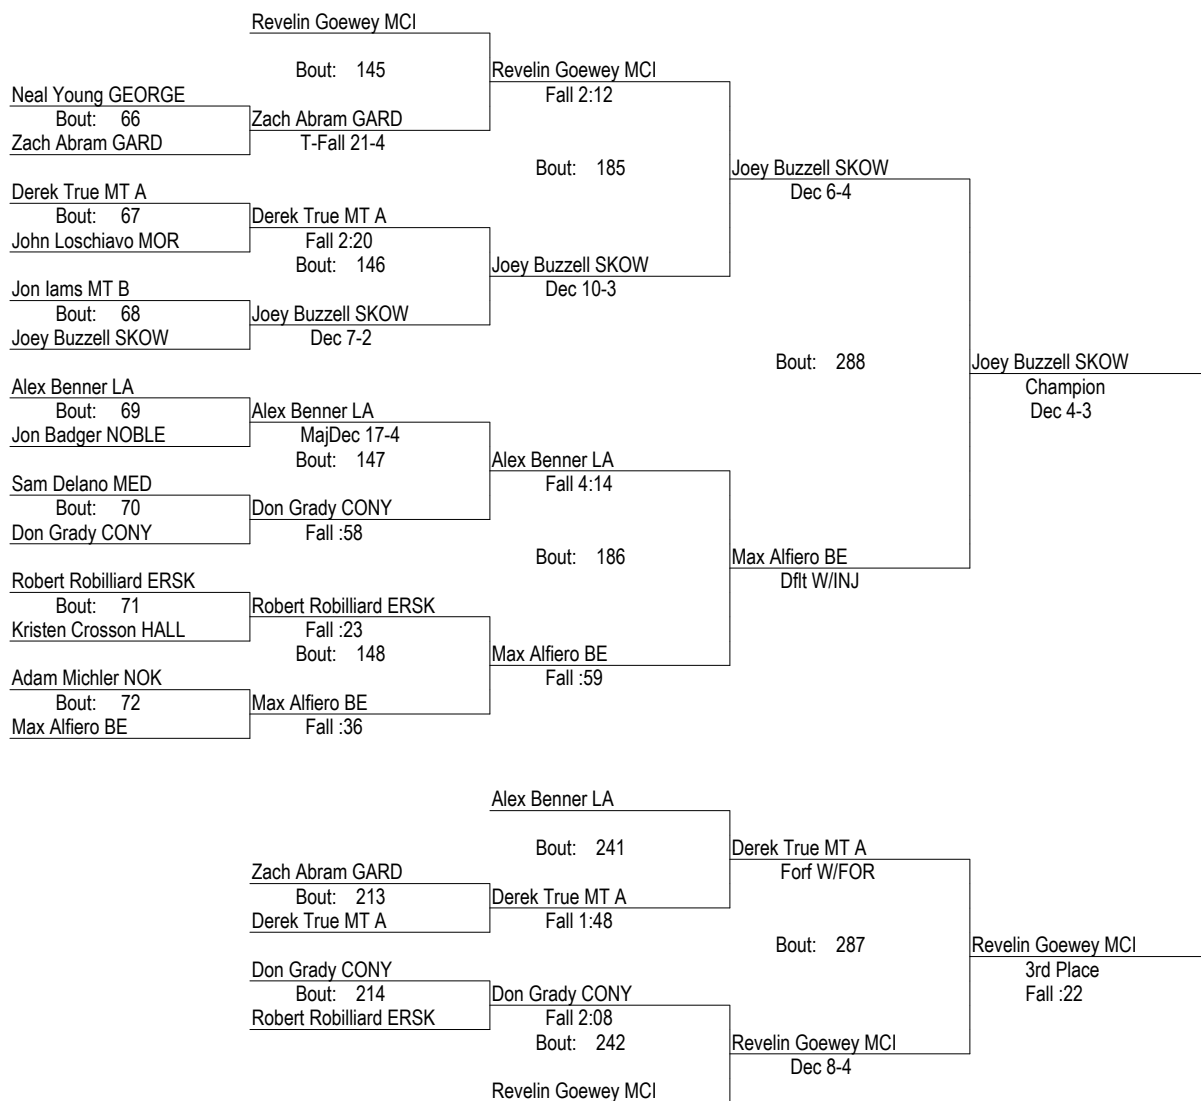 Revelin Goewey MCI
Bout: 145
Revelin Goewey MCI
Neal Young GEORGE
Fall 2:12
Bout: 66
Zach Abram GARD
Zach Abram GARD
T-Fall 21-4
Bout: 185
Joey Buzzell SKOW
Derek True MT A
Dec 6-4
Bout: 67
Derek True MT A
John Loschiavo MOR
Fall 2:20
Bout: 146
Joey Buzzell SKOW
Jon Iams MT B
Dec 10-3
Bout: 68
Joey Buzzell SKOW
Joey Buzzell SKOW
Dec 7-2
Bout: 288
Joey Buzzell SKOW
Alex Benner LA
Champion
Bout: 69
Alex Benner LA
Dec 4-3
Jon Badger NOBLE
MajDec 17-4
Bout: 147
Alex Benner LA
Sam Delano MED
Fall 4:14
Bout: 70
Don Grady CONY
Don Grady CONY
Fall :58
Bout: 186
Max Alfiero BE
Robert Robilliard ERSK
Dflt W/INJ
Bout: 71
Robert Robilliard ERSK
Kristen Crosson HALL
Fall :23
Bout: 148
Max Alfiero BE
Adam Michler NOK
Fall :59
Bout: 72
Max Alfiero BE
Max Alfiero BE
Fall :36
Alex Benner LA
Bout: 241
Derek True MT A
Zach Abram GARD
Forf W/FOR
Bout: 213
Derek True MT A
Derek True MT A
Fall 1:48
Bout: 287
Revelin Goewey MCI
Don Grady CONY
3rd Place
Bout: 214
Don Grady CONY
Fall :22
Robert Robilliard ERSK
Fall 2:08
Bout: 242
Revelin Goewey MCI
Dec 8-4
Revelin Goewey MCI